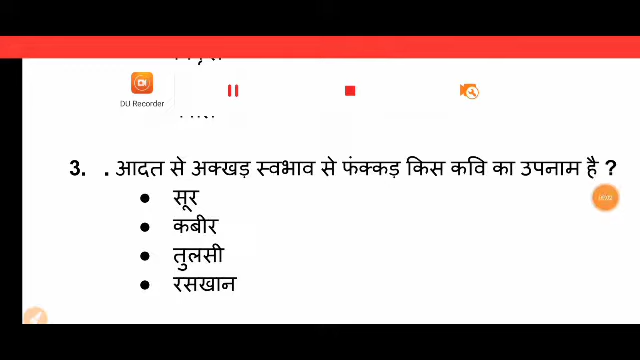 DU Recorder
3. . आदत से अक्खड़ स्वभाव से फंक्कड़ किस कवि का उपनाम है ?
● सूर
● कबीर
● तुलसी
● रसखान